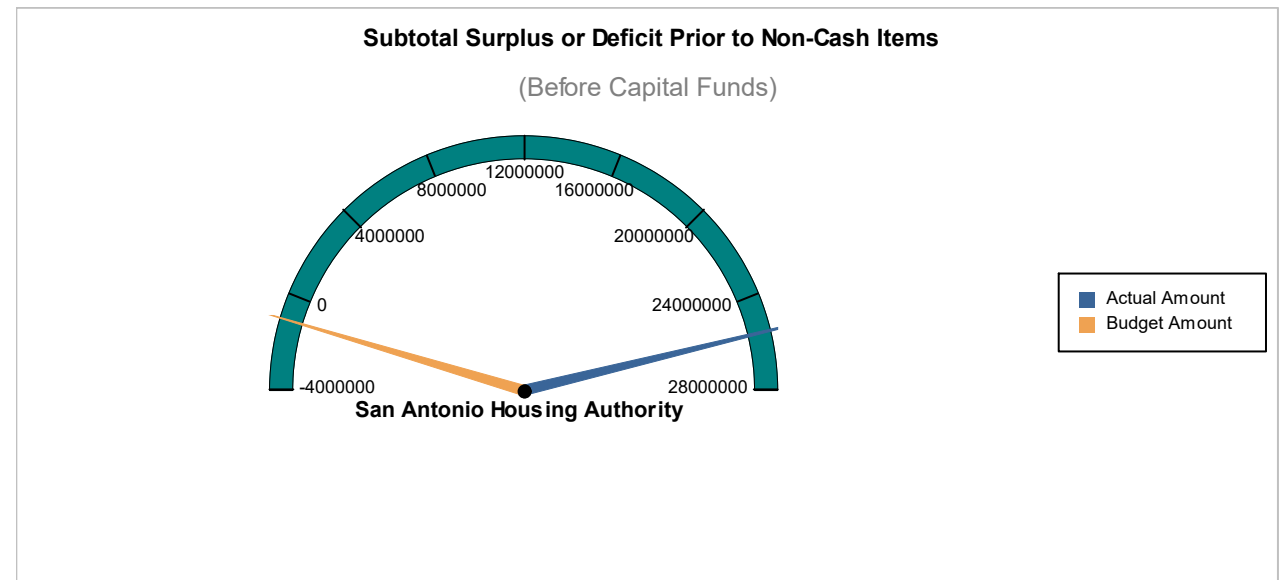 Subtotal Surplus or Deficit Prior to Non-Cash Items
(Before Capital Funds)
12000000
8000000
16000000
4000000
20000000
0
24000000
-4000000
28000000
San Antonio Housing Authority
Actual Amount
Budget Amount